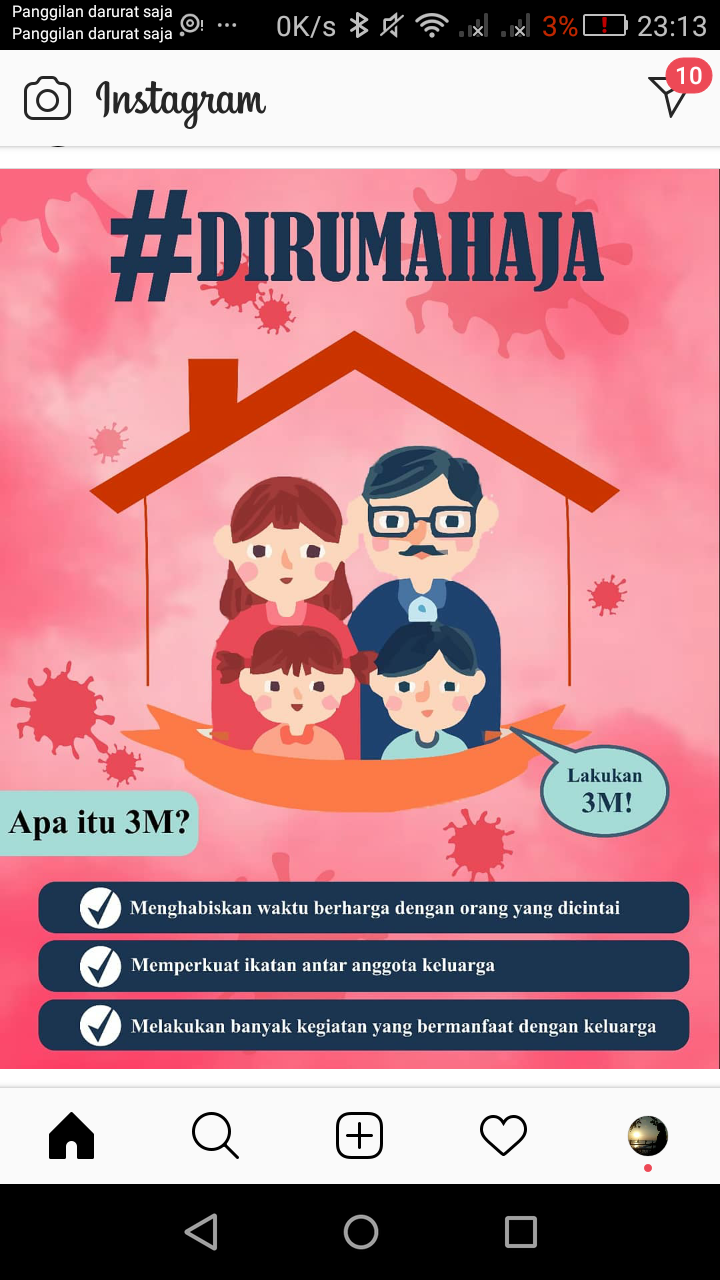 Panggilan darurat saja
Panggilan darurat saja
0K/s
3%
23:13
Instagram
10
#DIRUMAHAJA
Lakukan
3M!
Apa itu 3M?
Menghabiskan waktu berharga dengan orang yang dicintai
Memperkuat ikatan antar anggota keluarga
Melakukan banyak kegiatan yang bermanfaat dengan keluarga